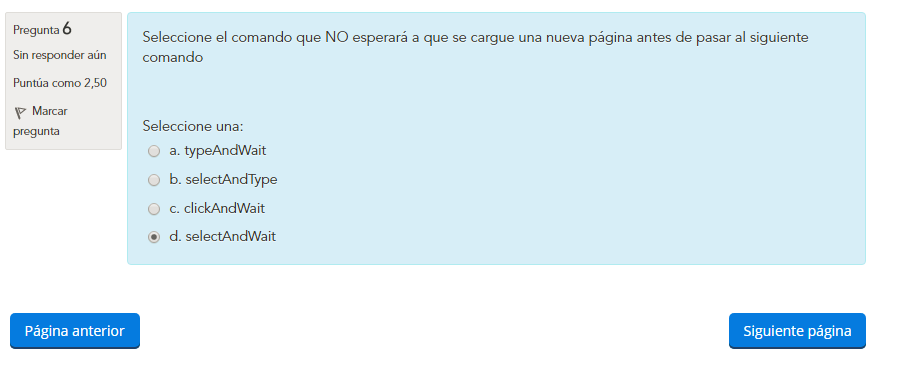 Pregunta 6
Sin responder aún
Puntúa como 2,50
Marcar
pregunta
Seleccione el comando que NO esperará a que se cargue una nueva página antes de pasar al siguiente
comando
Seleccione una:
a. typeAndWait
b. selectAndType
c. clickAndWait
d. selectAndWait
Página anterior
Siguiente página